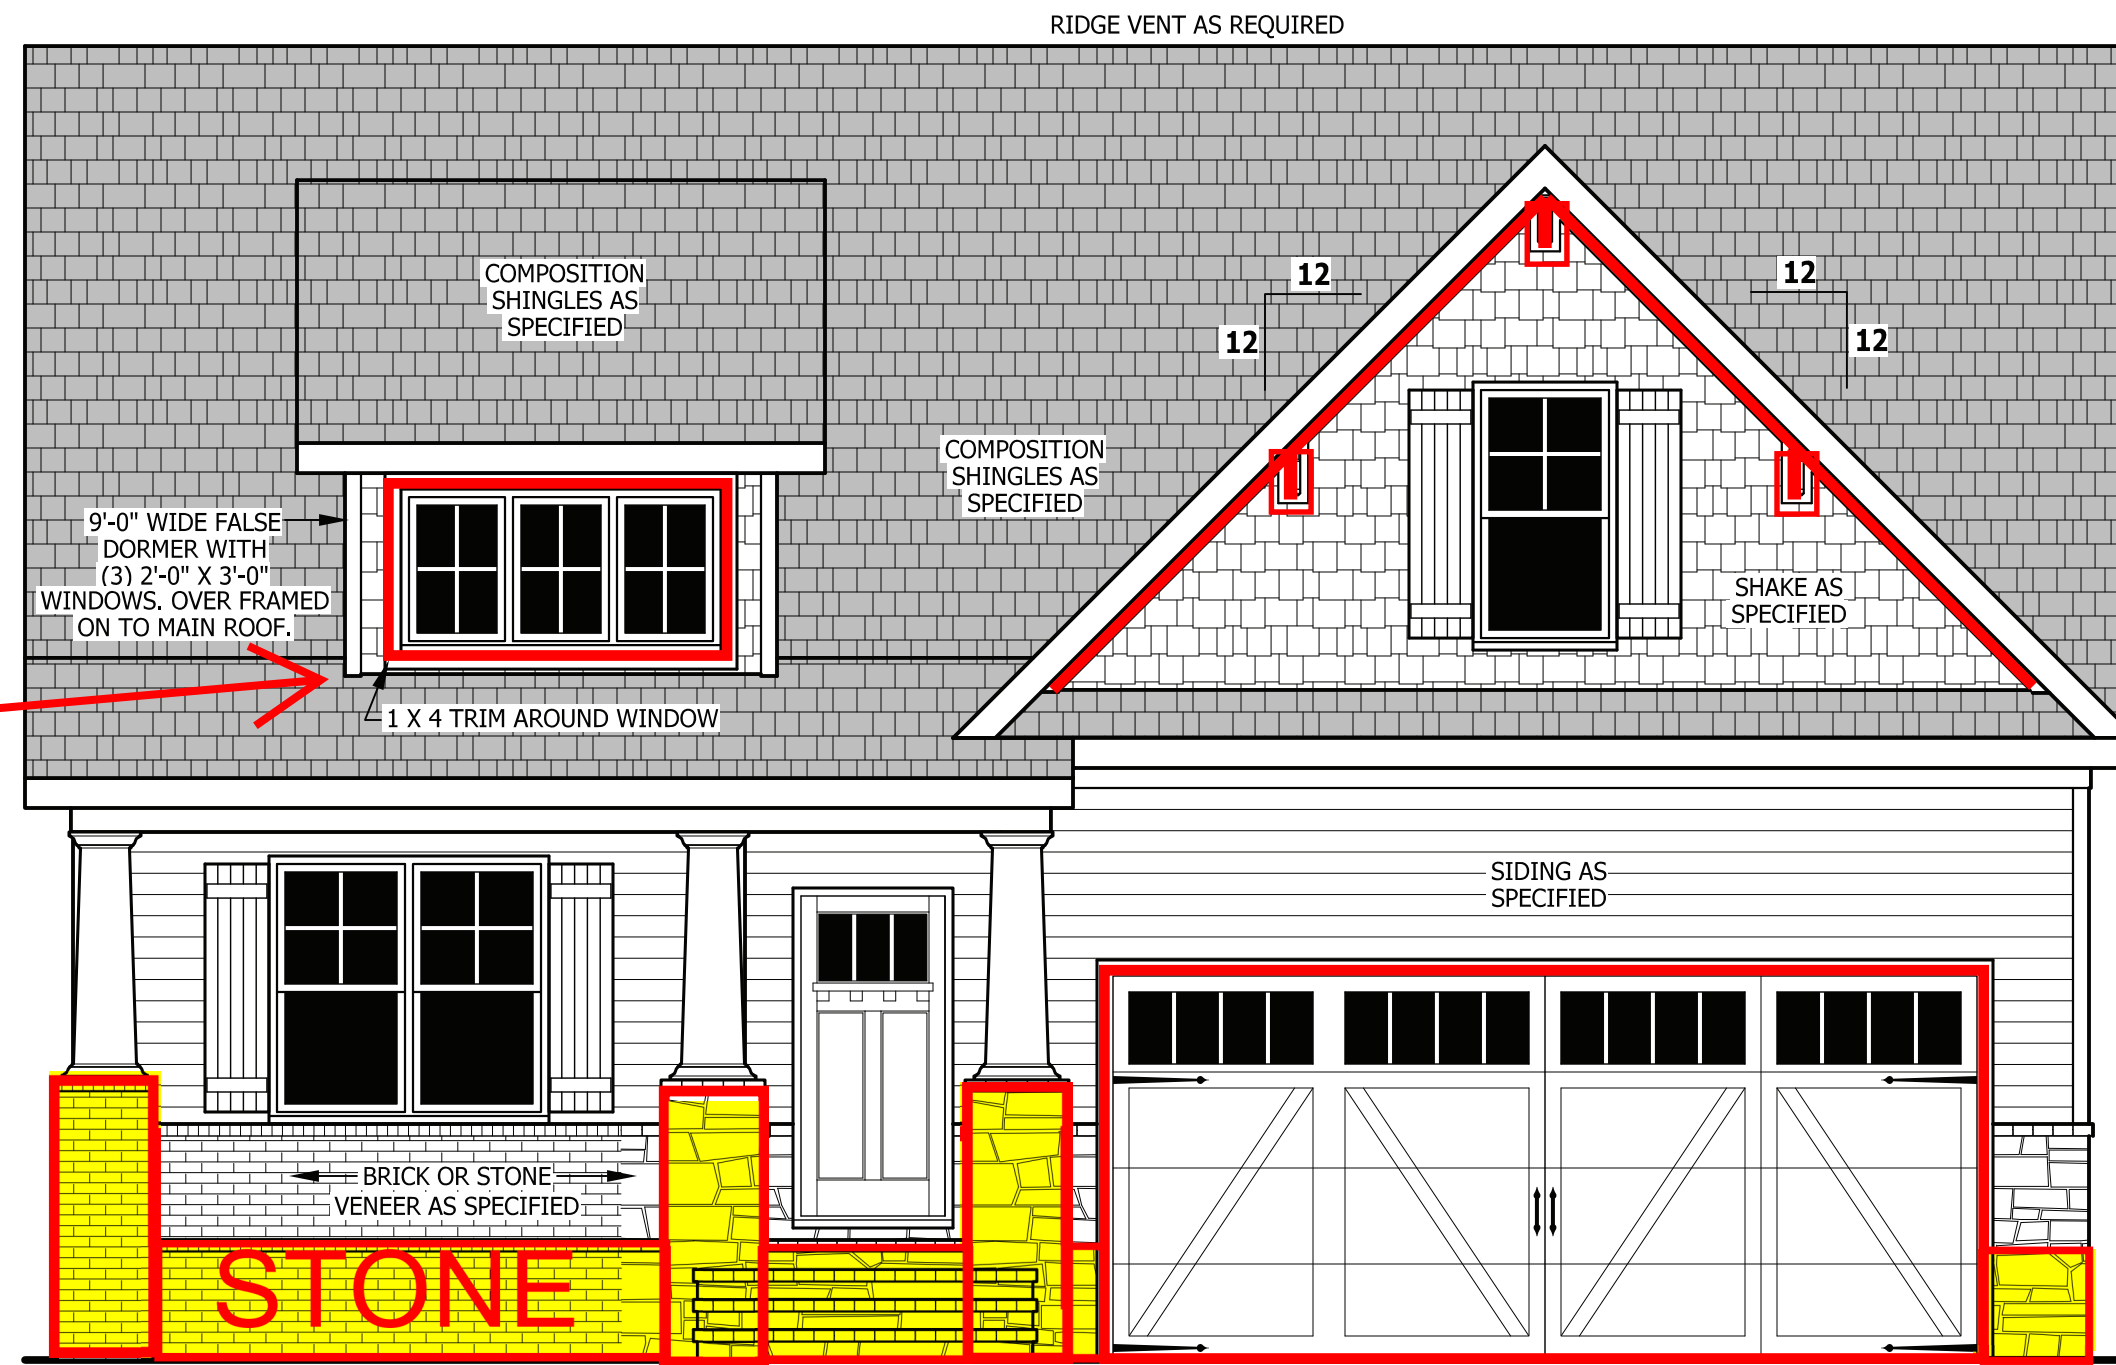 RIDGE VENT AS REQUIRED
COMPOSITION
SHINGLES AS
SPECIFIED
12
12
12
12
COMPOSITION
SHINGLES AS
SPECIFIED
9'-0" WIDE FALSE
DORMER WITH
(3) 2'-0" X 3'-0"
WINDOWS. OVER FRAMED
ON TO MAIN ROOF.
SHAKE AS
SPECIFIED
1 X 4 TRIM AROUND WINDOW
SIDING AS
SPECIFIED
BRICK OR STONE
VENEER AS SPECIFIED
STONE